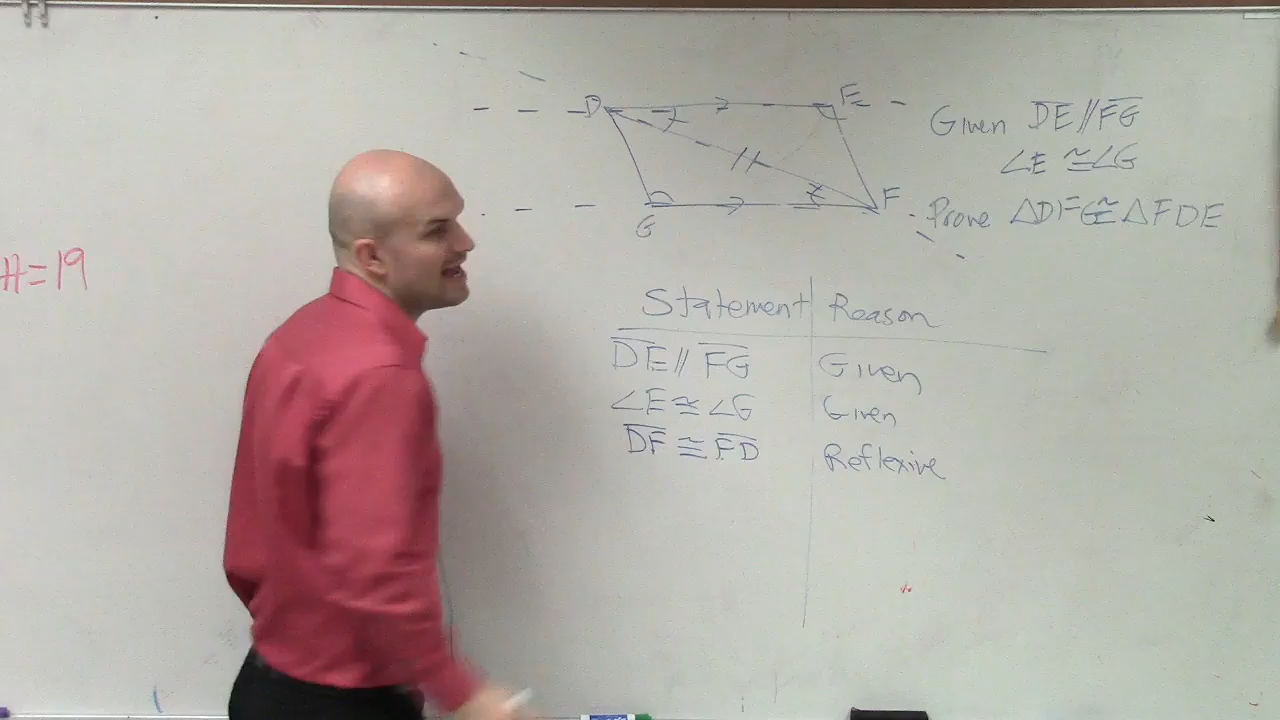 D
E
F
G
Given DE // FG
∠E ≅ ∠G
Prove △DFG ≅ △FDE
H=19
Statement Reason
DE // FG Given
∠E ≅ ∠G Given
DF ≅ FD Reflexive